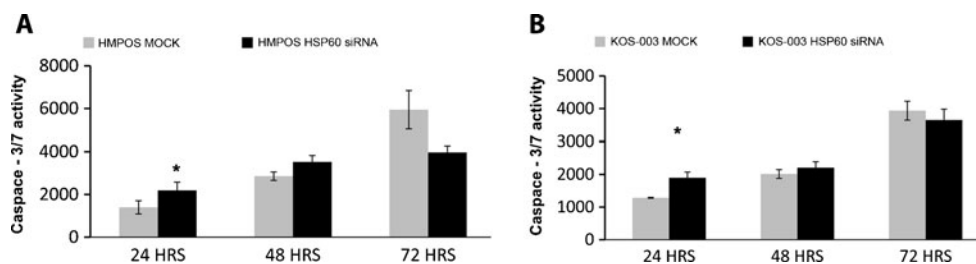 A
HMPOS MOCK
HMPOS HSP60 siRNA
Caspace - 3/7 activity
8000
6000
4000
2000
0
*
24 HRS
48 HRS
72 HRS
B
KOS-003 MOCK
KOS-003 HSP60 siRNA
Caspace - 3/7 activity
5000
4000
3000
2000
1000
0
*
24 HRS
48 HRS
72 HRS